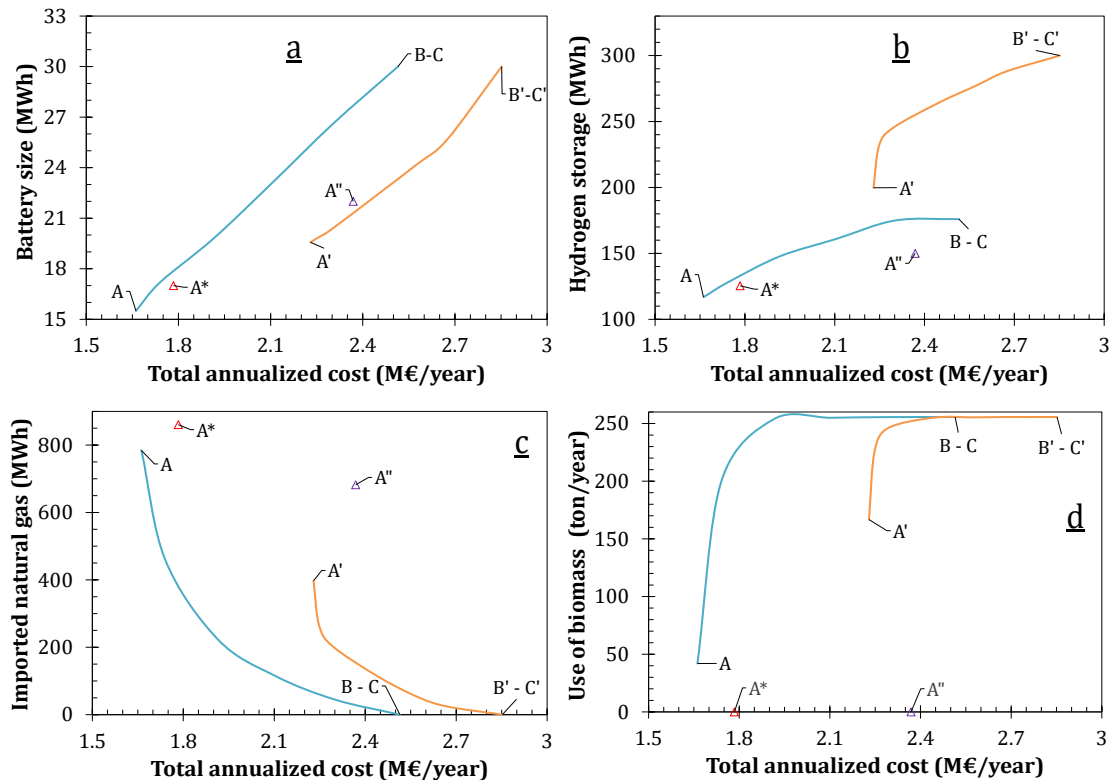 33
30
27
24
21
18
15
1.5
1.8
2.1
2.4
2.7
3
Battery size (MWh)
Total annualized cost (M€/year)
a
B-C
B'-C'
A''
A'
A
A*
300
250
200
150
100
1.5
1.8
2.1
2.4
2.7
3
Hydrogen storage (MWh)
Total annualized cost (M€/year)
b
B' - C'
A'
B - C
A''
A
A*
800
600
400
200
0
1.5
1.8
2.1
2.4
2.7
3
Imported natural gas (MWh)
Total annualized cost (M€/year)
c
A*
A
A''
A'
B - C
B' - C'
250
200
150
100
50
0
1.5
1.8
2.1
2.4
2.7
3
Use of biomass (ton/year)
Total annualized cost (M€/year)
d
B - C
B' - C'
A'
A
A*
A''